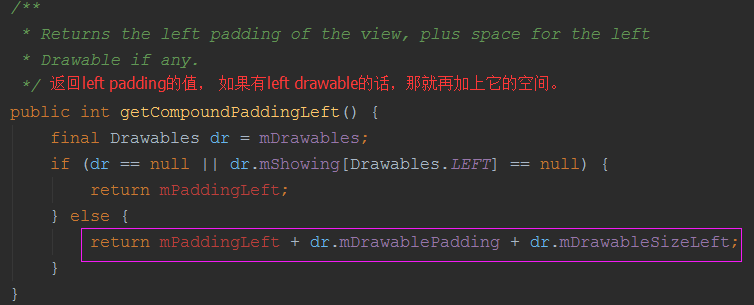 /**
* Returns the left padding of the view, plus space for the left
* Drawable if any.
*/ 返回left padding的值， 如果有left drawable的话，那就再加上它的空间。
public int getCompoundPaddingLeft() {
final Drawables dr = mDrawables;
if (dr == null || dr.mShowing[Drawables.LEFT] == null) {
return mPaddingLeft;
} else {
return mPaddingLeft + dr.mDrawablePadding + dr.mDrawableSizeLeft;
}
}